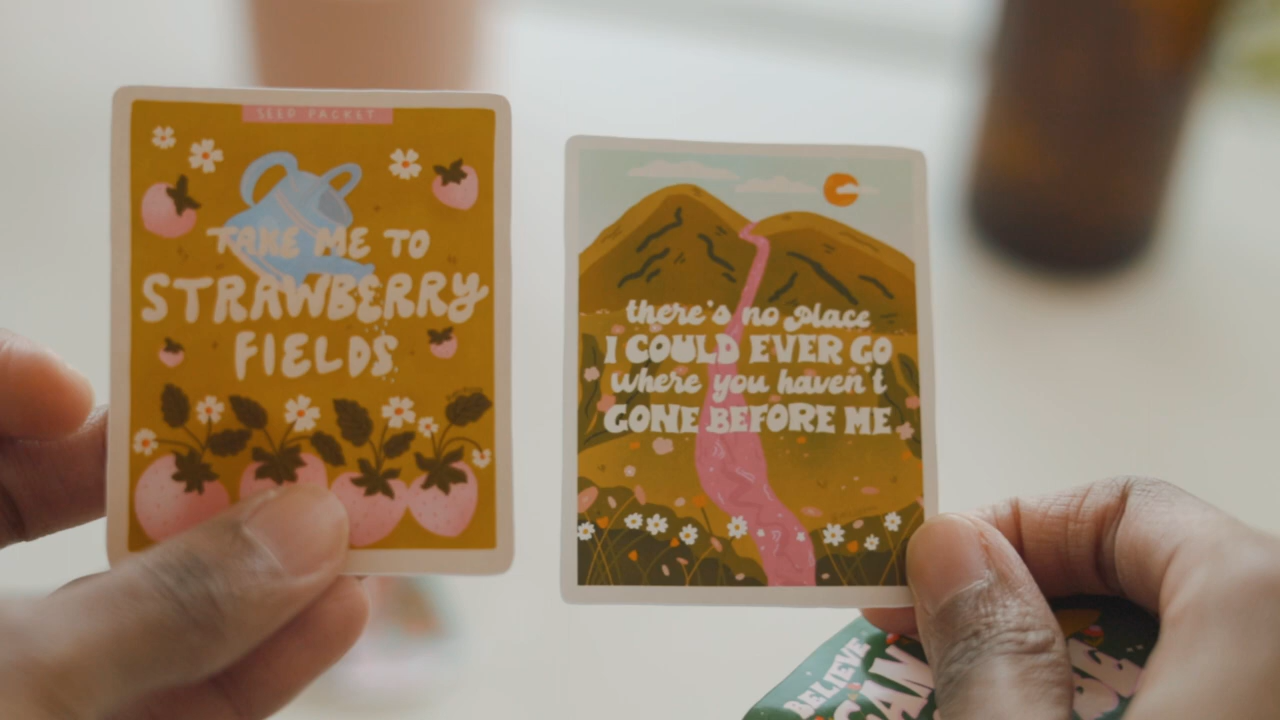 SEED PACKET
TAKE ME TO
STRAWBERRY
FIELDS
there's no place
I COULD EVER GO
where you haven't
GONE BEFORE ME
BELIEVE
CAN